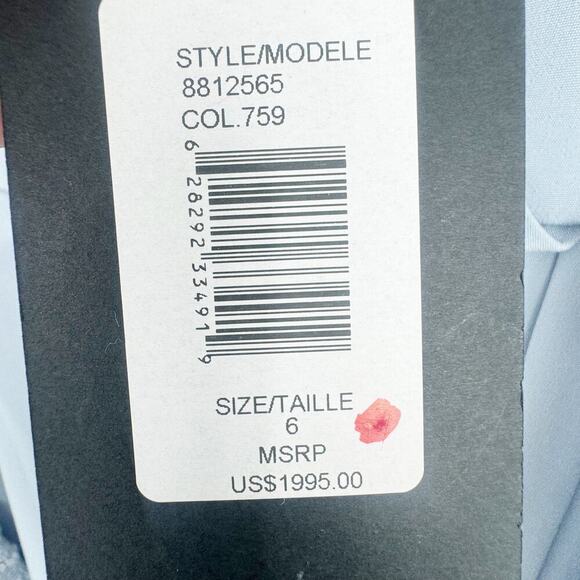 STYLE/MODELE
8812565
COL.759
6 28292 33491 9
SIZE/TAILLE
6
MSRP
US$1995.00